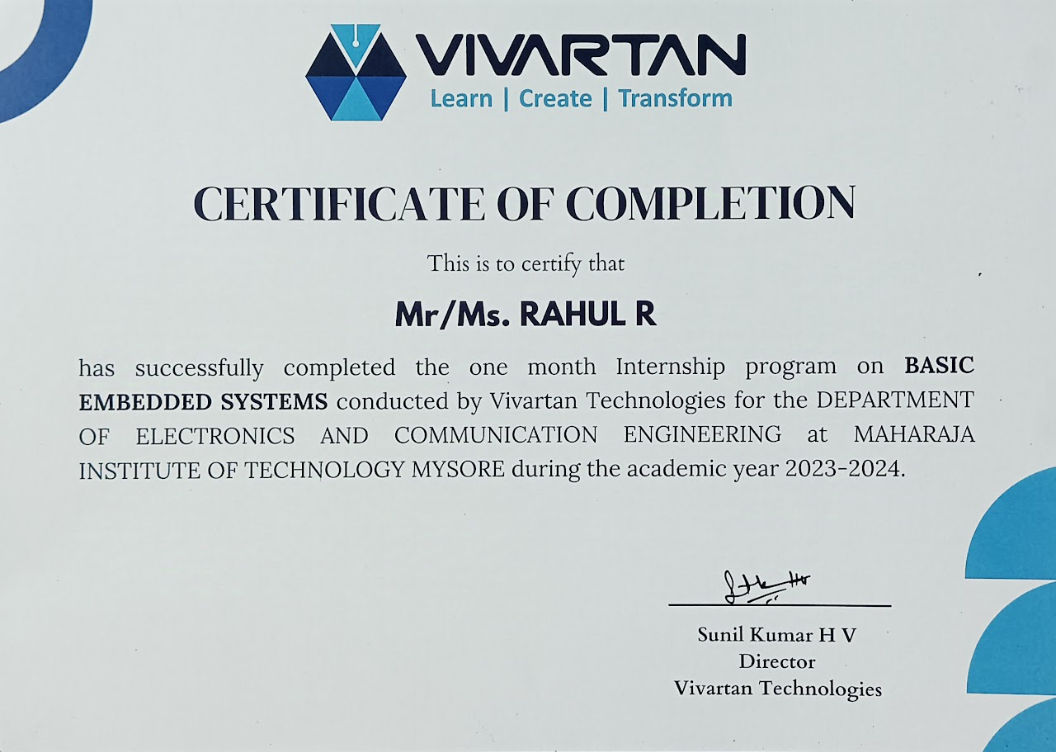 VIVARTAN
Learn | Create | Transform
CERTIFICATE OF COMPLETION
This is to certify that
Mr/Ms. RAHUL R
has successfully completed the one month Internship program on BASIC
EMBEDDED SYSTEMS conducted by Vivartan Technologies for the DEPARTMENT
OF ELECTRONICS AND COMMUNICATION ENGINEERING at MAHARAJA
INSTITUTE OF TECHNOLOGY MYSORE during the academic year 2023-2024.
Sunil Kumar H V
Director
Vivartan Technologies